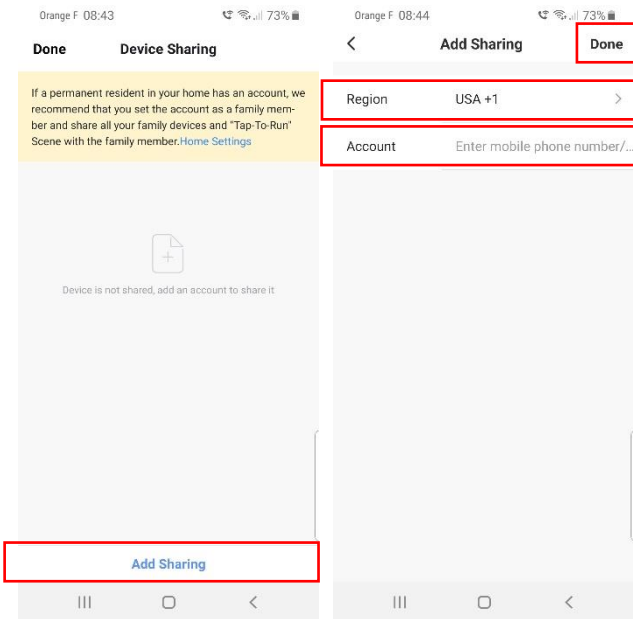 Orange F 08:43
73%
Done
Device Sharing
If a permanent resident in your home has an account, we
recommend that you set the account as a family mem-
ber and share all your family devices and "Tap-To-Run"
Scene with the family member.Home Settings
Device is not shared, add an account to share it
Add Sharing
Orange F 08:44
73%
Add Sharing
Done
Region
USA +1
Account
Enter mobile phone number/...